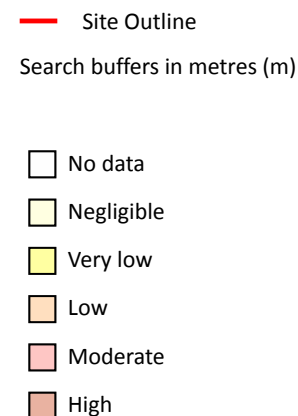 Site Outline
Search buffers in metres (m)
No data
Negligible
Very low
Low
Moderate
High